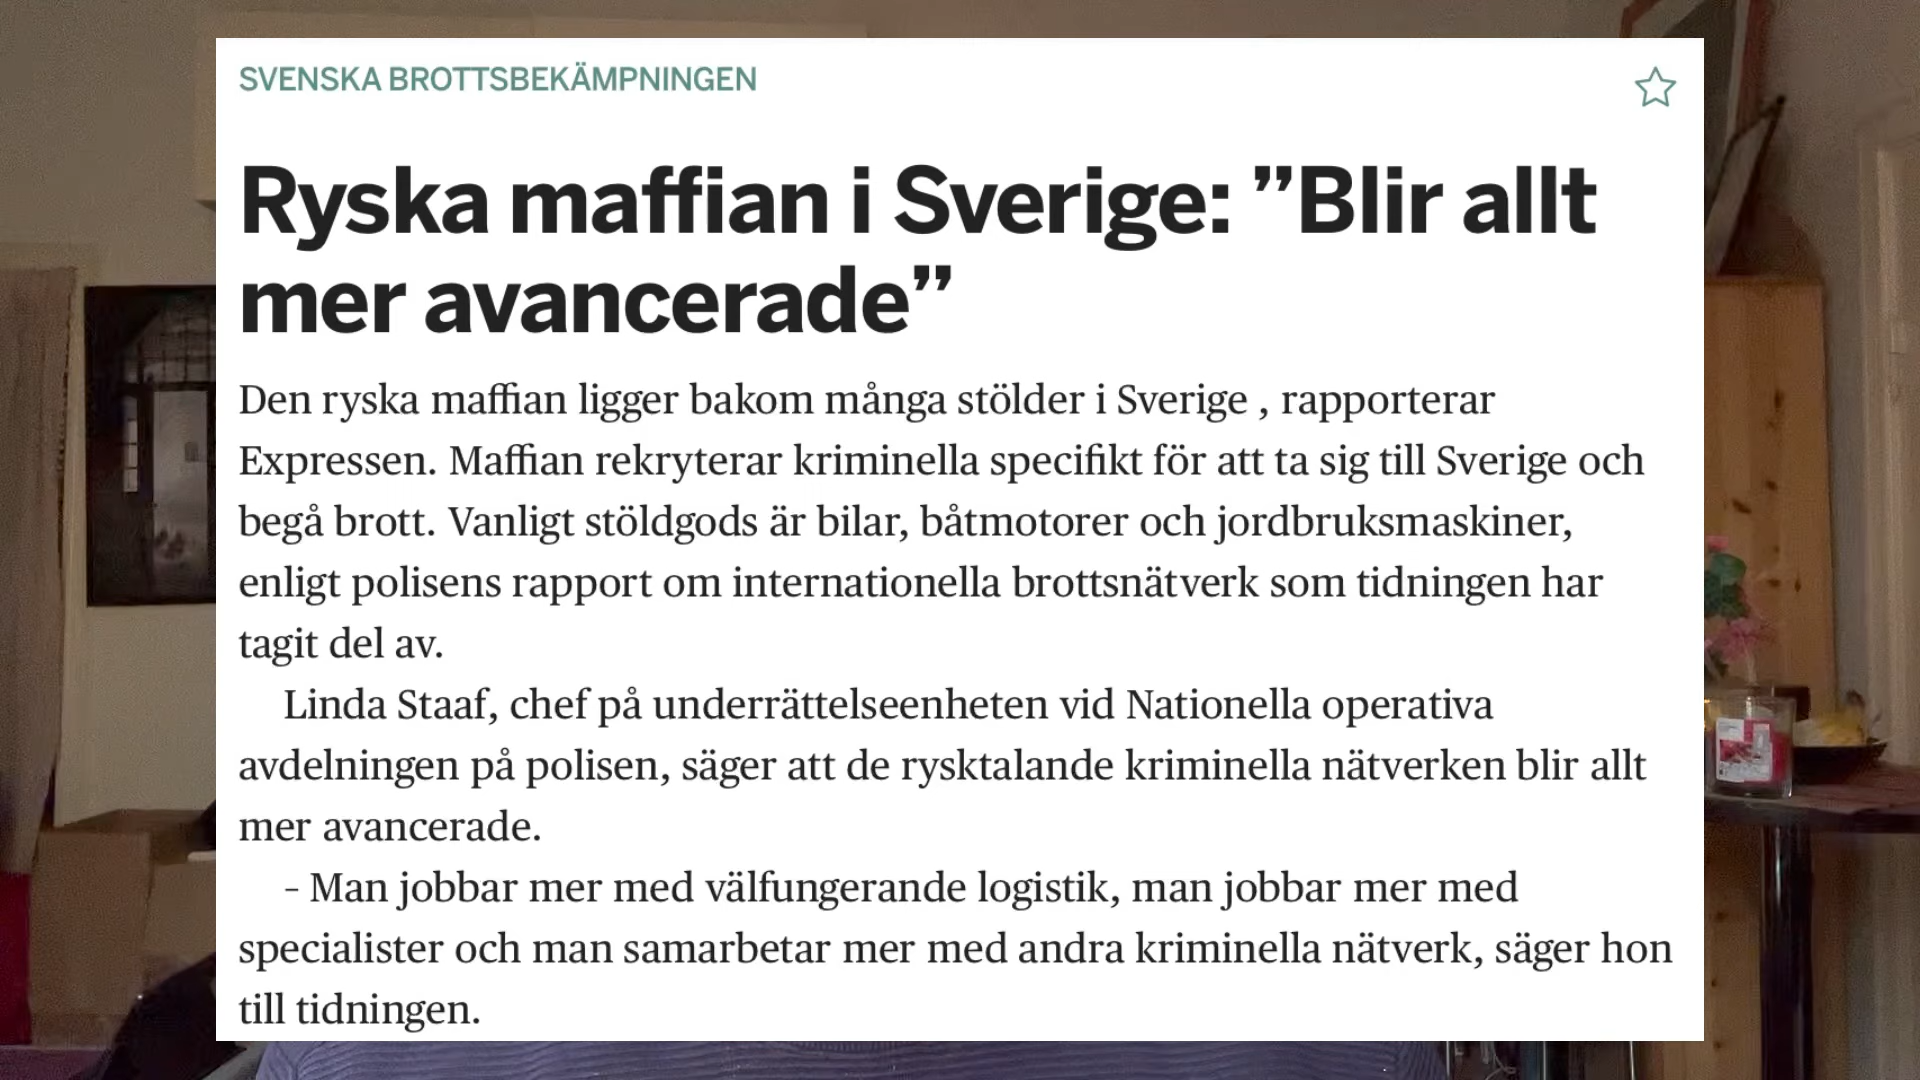 SVENSKA BROTTSBEKÄMPNINGEN
Ryska maffian i Sverige: ”Blir allt
mer avancerade”
Den ryska maffian ligger bakom många stölder i Sverige , rapporterar
Expressen. Maffian rekryterar kriminella specifikt för att ta sig till Sverige och
begå brott. Vanligt stöldgods är bilar, båtmotorer och jordbruksmaskiner,
enligt polisens rapport om internationella brottsnätverk som tidningen har
tagit del av.
Linda Staaf, chef på underrättelseenheten vid Nationella operativa
avdelningen på polisen, säger att de rysktalande kriminella nätverken blir allt
mer avancerade.
– Man jobbar mer med välfungerande logistik, man jobbar mer med
specialister och man samarbetar mer med andra kriminella nätverk, säger hon
till tidningen.